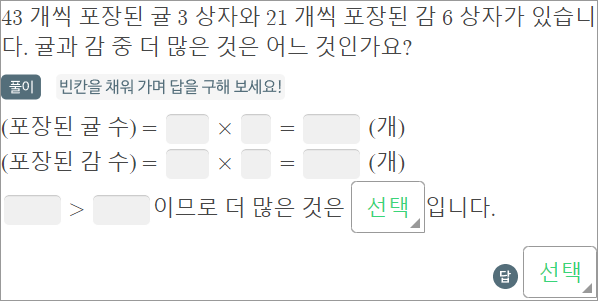 43 개씩 포장된 귤 3 상자와 21 개씩 포장된 감 6 상자가 있습니
다. 귤과 감 중 더 많은 것은 어느 것인가요?
풀이 빈칸을 채워 가며 답을 구해 보세요!
(포장된 귤 수) = × = (개)
(포장된 감 수) = × = (개)
> 이므로 더 많은 것은 선택 입니다.
답 선택